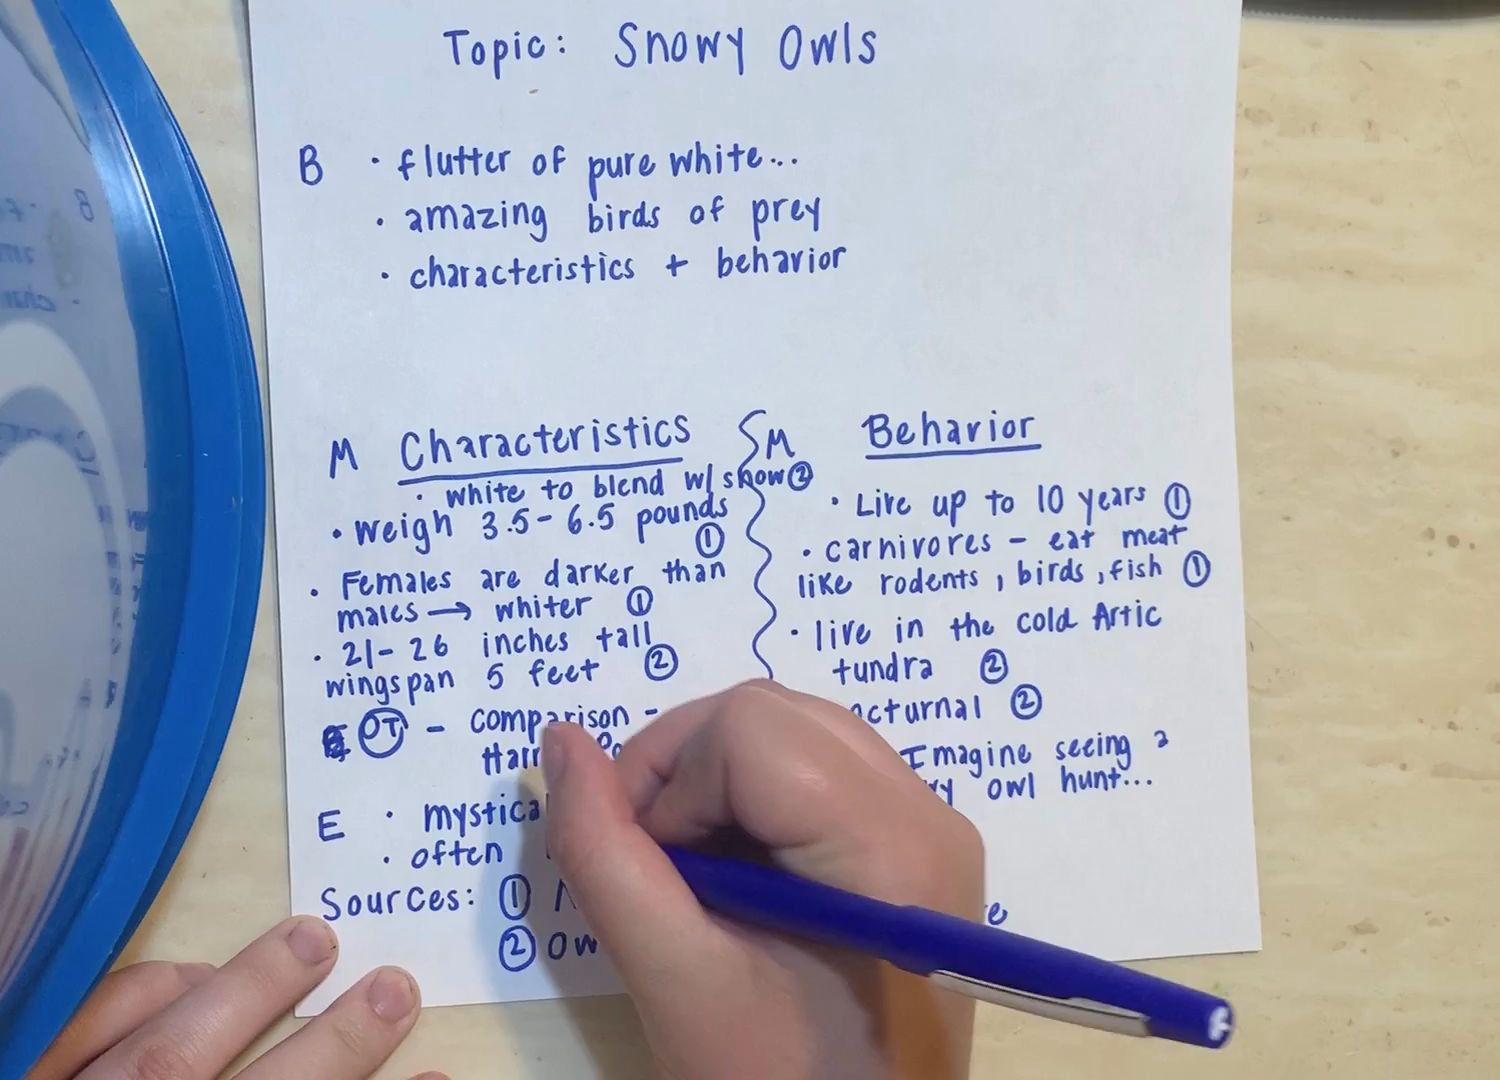 Topic: Snowy Owls
B · flutter of pure white...
· amazing birds of prey
· characteristics + behavior
M Characteristics
· white to blend w/ snow ②
· weigh 3.5 - 6.5 pounds
①
· Females are darker than
males → whiter ①
· 21-26 inches tall
wingspan 5 feet ②
OT - comparison -
E · mystical
· often
Sources: ①
②
M Behavior
· Live up to 10 years ①
· carnivores - eat meat
like rodents, birds, fish ①
· live in the cold Artic
tundra ②
②
Imagine seeing a
owl hunt...